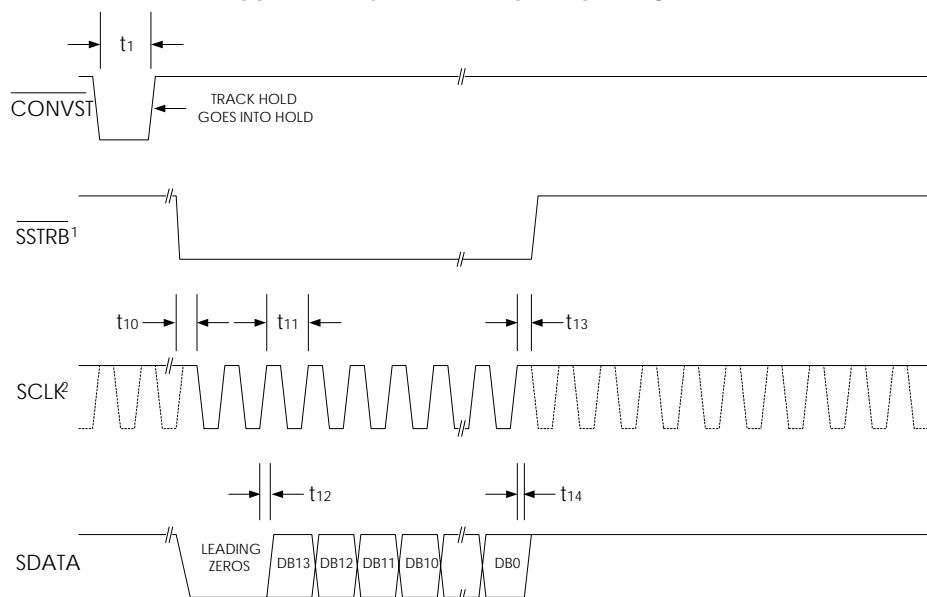 t1
CONVST
TRACK HOLD
GOES INTO HOLD
SSTRB1
t10
t11
t13
SCLK2
t12
t14
SDATA
LEADING
ZEROS
DB13
DB12
DB11
DB10
DB0